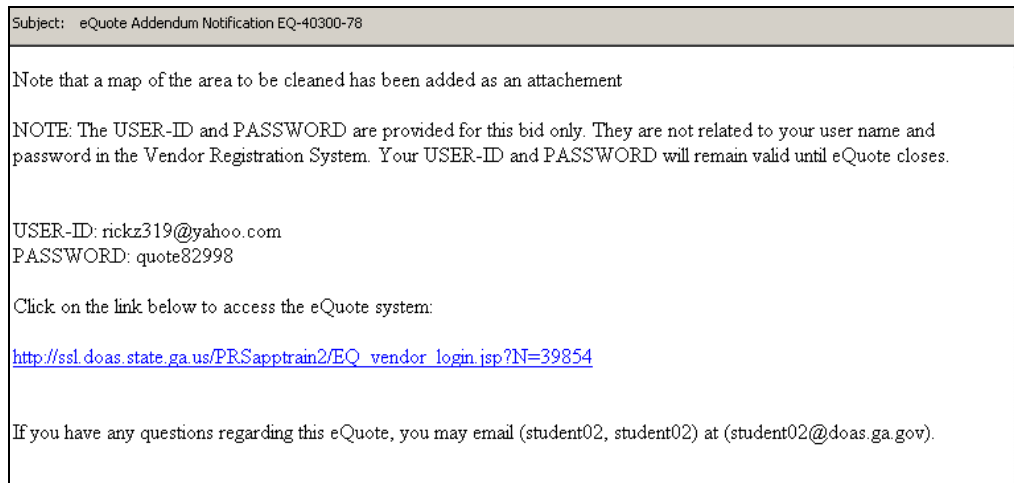 Subject: eQuote Addendum Notification EQ-40300-78
Note that a map of the area to be cleaned has been added as an attachement
NOTE: The USER-ID and PASSWORD are provided for this bid only. They are not related to your user name and
password in the Vendor Registration System. Your USER-ID and PASSWORD will remain valid until eQuote closes.
USER-ID: rickz319@yahoo.com
PASSWORD: quote82998
Click on the link below to access the eQuote system:
http://ssl.doas.state.ga.us/PRSapptrain2/EQ_vendor_login.jsp?N=39854
If you have any questions regarding this eQuote, you may email (student02, student02) at (student02@doas.ga.gov).